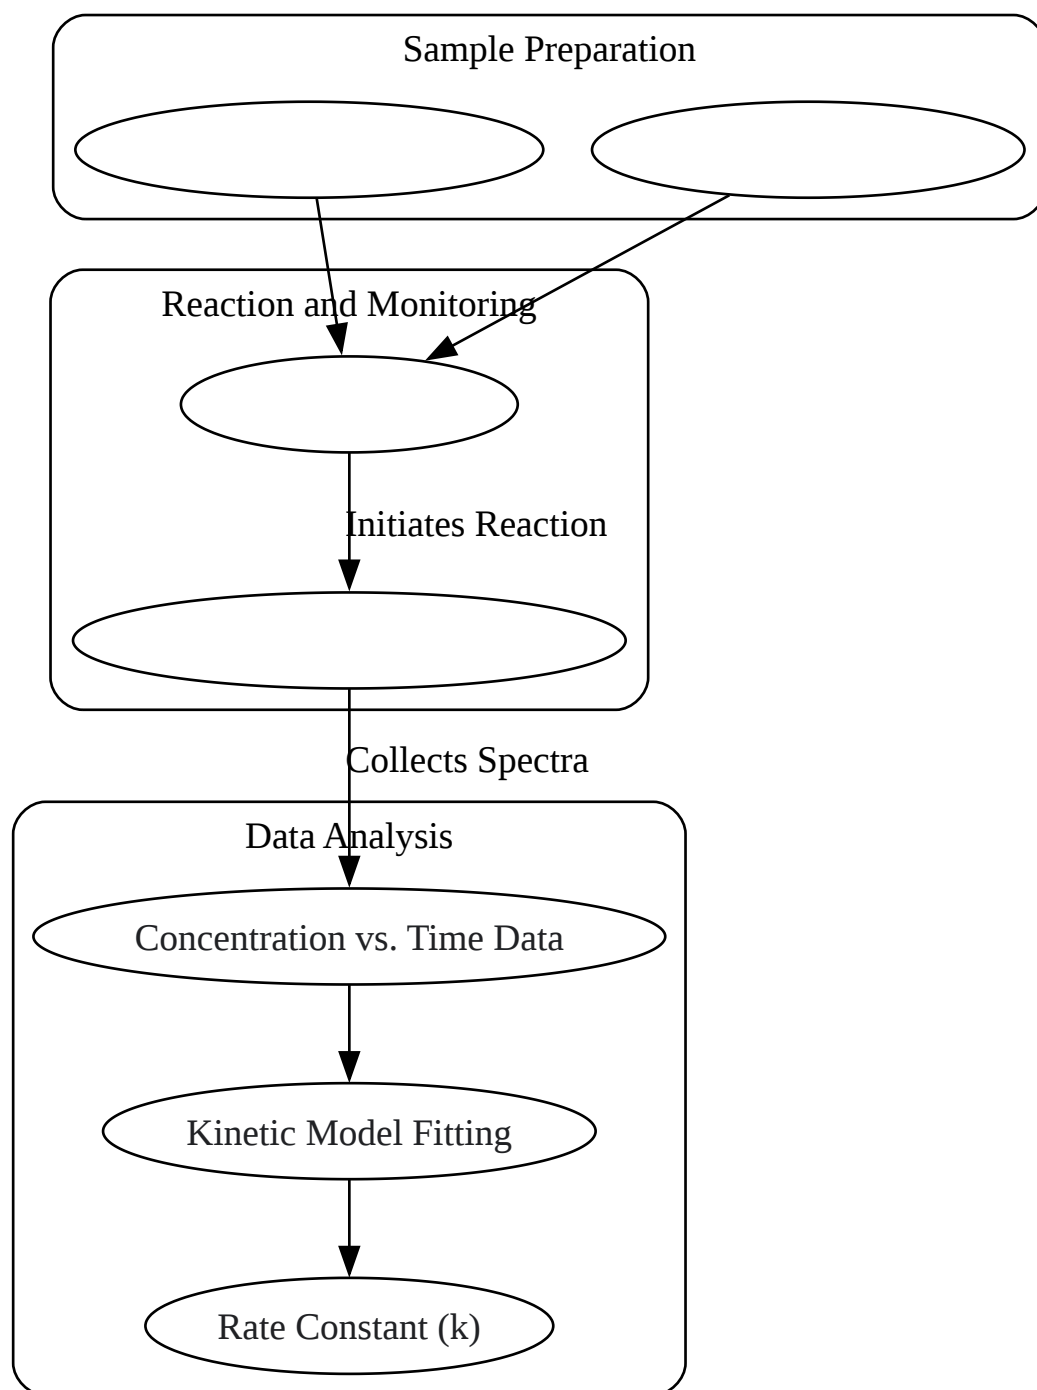 Sample Preparation
Reaction and Monitoring
Initiates Reaction
Collects Spectra
Data Analysis
Concentration vs. Time Data
Kinetic Model Fitting
Rate Constant (k)